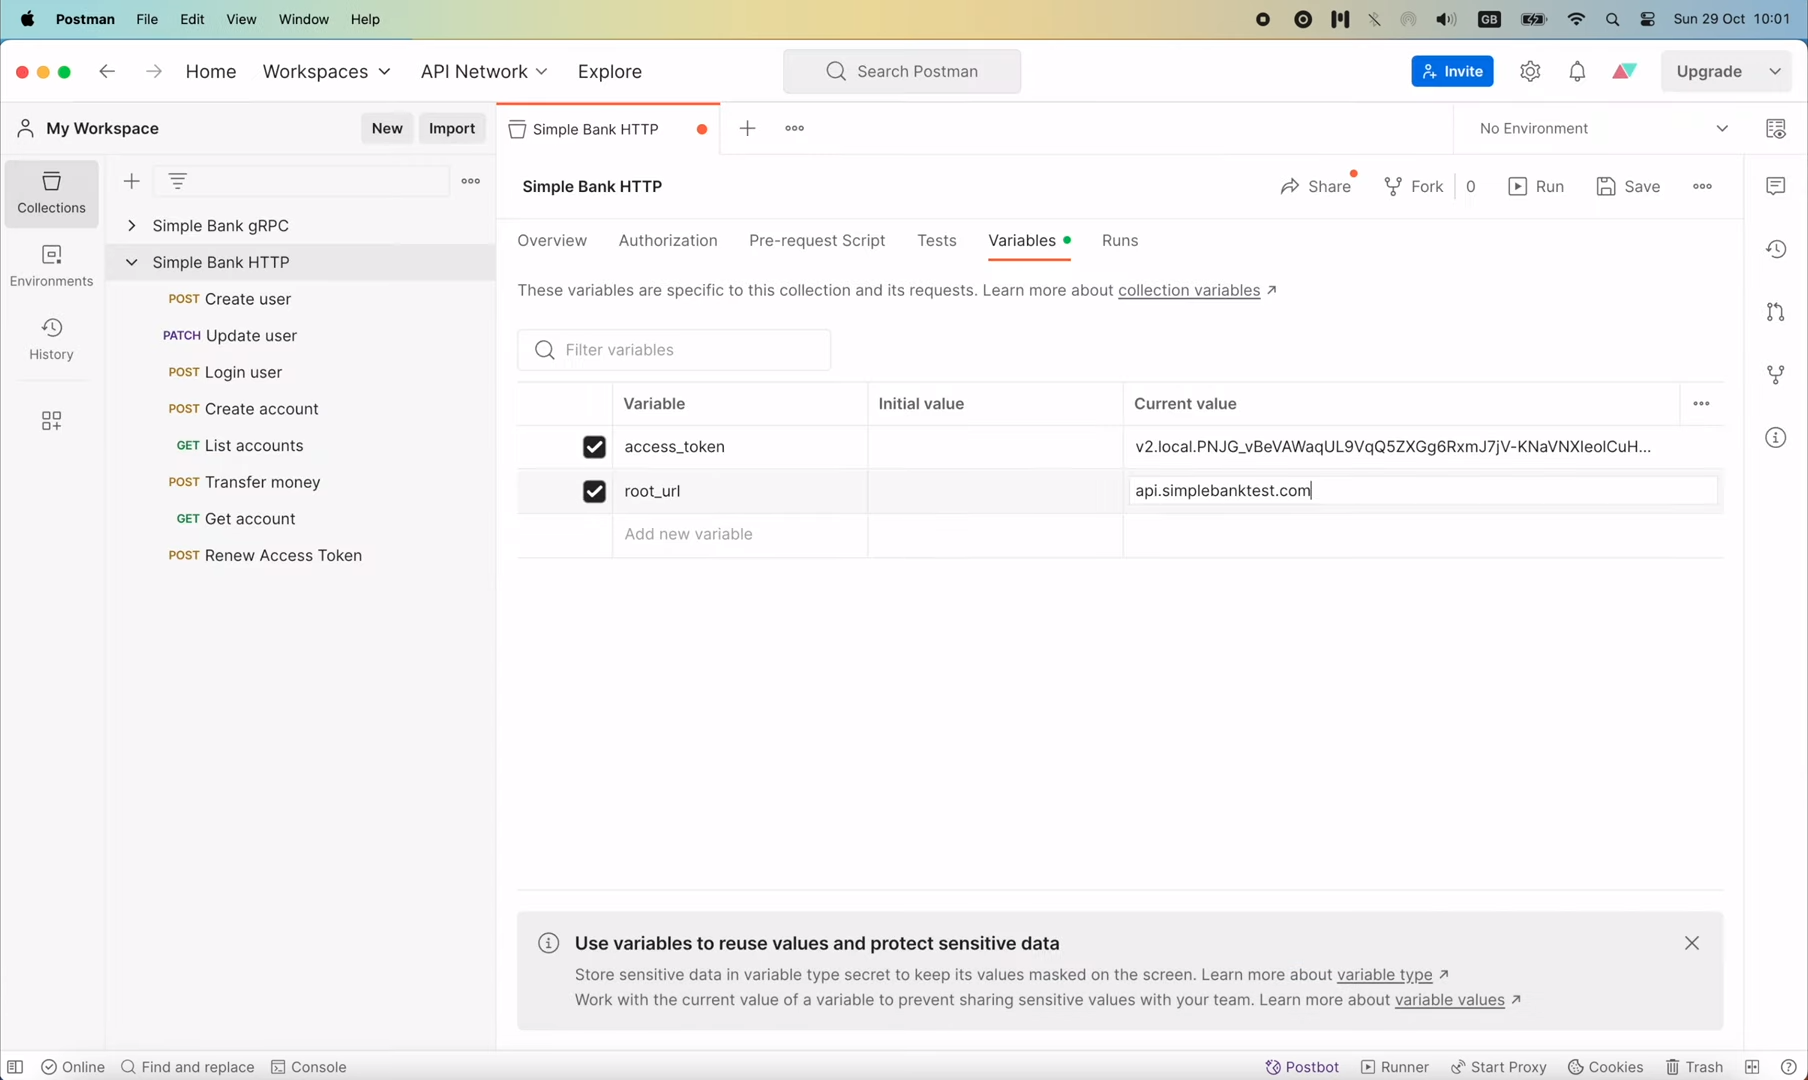 Postman File Edit View Window Help GB Sun 29 Oct 10:01
Home Workspaces API Network Explore Search Postman Invite Upgrade
My Workspace New Import Simple Bank HTTP No Environment
Collections
Environments
History
Simple Bank gRPC
Simple Bank HTTP
POST Create user
PATCH Update user
POST Login user
POST Create account
GET List accounts
POST Transfer money
GET Get account
POST Renew Access Token
Simple Bank HTTP Share Fork 0 Run Save
Overview Authorization Pre-request Script Tests Variables Runs
These variables are specific to this collection and its requests. Learn more about collection variables ↗
Filter variables
Variable Initial value Current value
access_token v2.local.PNJG_vBeVAWaqUL9VqQ5ZXGg6RxmJ7jV-KNaVNXIeolCuH...
root_url api.simplebanktest.com
Add new variable
Use variables to reuse values and protect sensitive data
Store sensitive data in variable type secret to keep its values masked on the screen. Learn more about variable type ↗
Work with the current value of a variable to prevent sharing sensitive values with your team. Learn more about variable values ↗
Online Find and replace Console Postbot Runner Start Proxy Cookies Trash